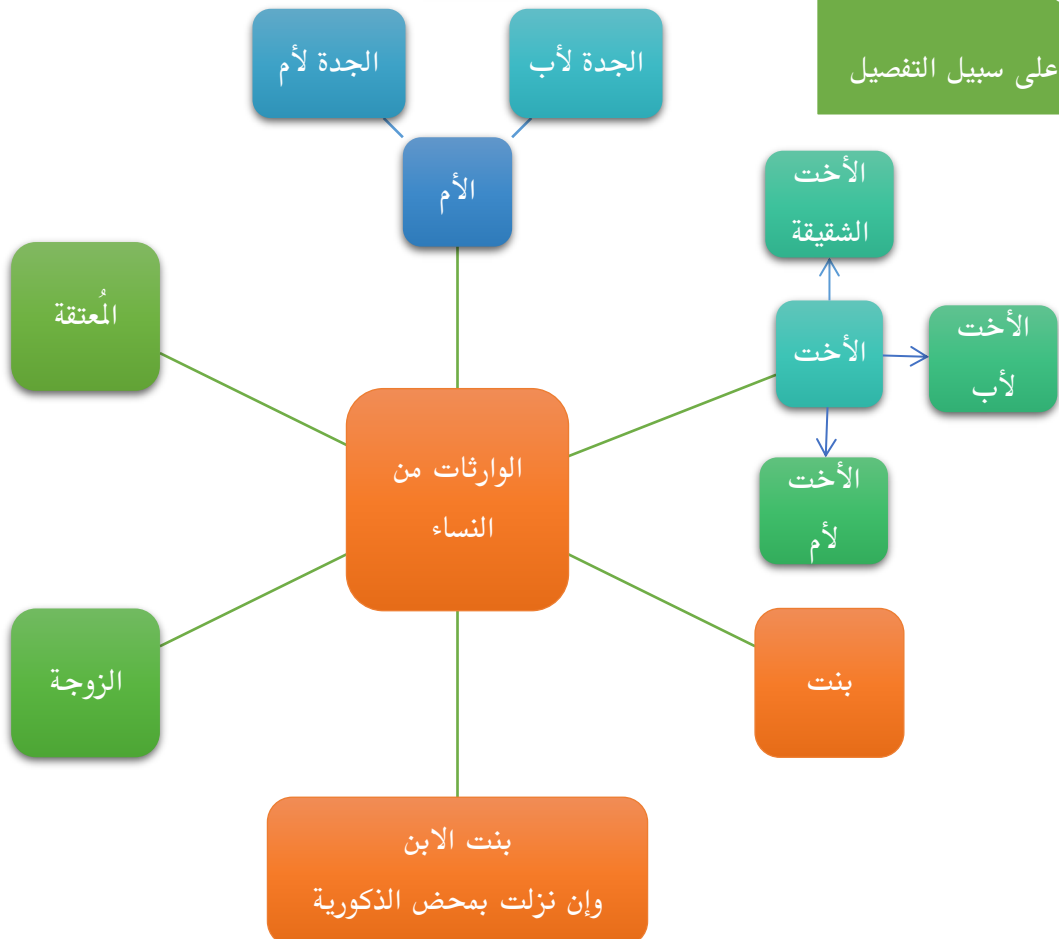 على سبيل التفصيل
الجدة لأب
الجدة لأم
الأم
الأخت
الشقيقة
الأخت
الأخت
لأب
الأخت
لأم
المُعتقة
الوارثات من
النساء
بنت
الزوجة
بنت الابن
وإن نزلت بمحض الذكورية